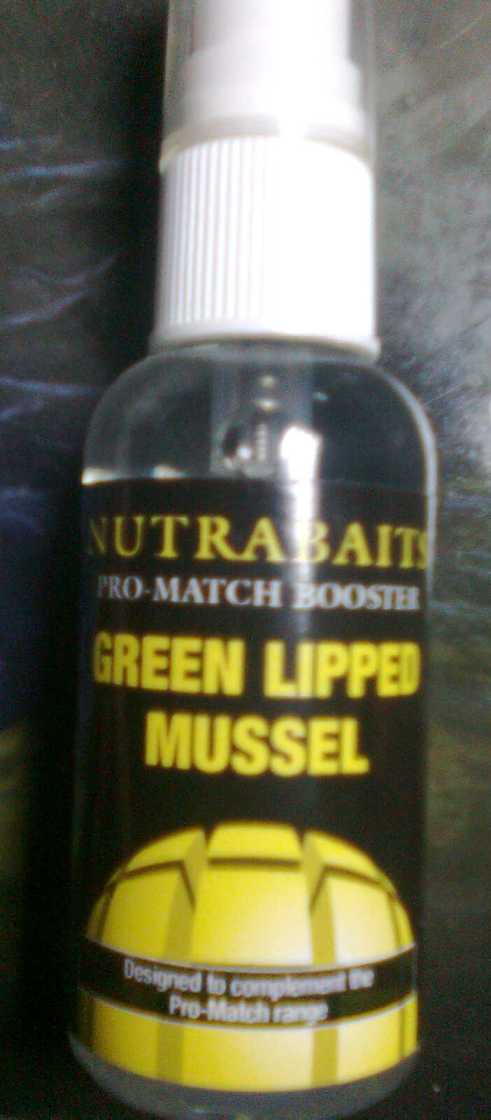 NUTRABAITS
PRO-MATCH BOOSTER
GREEN LIPPED
MUSSEL
Designed to complement the
Pro-Match range